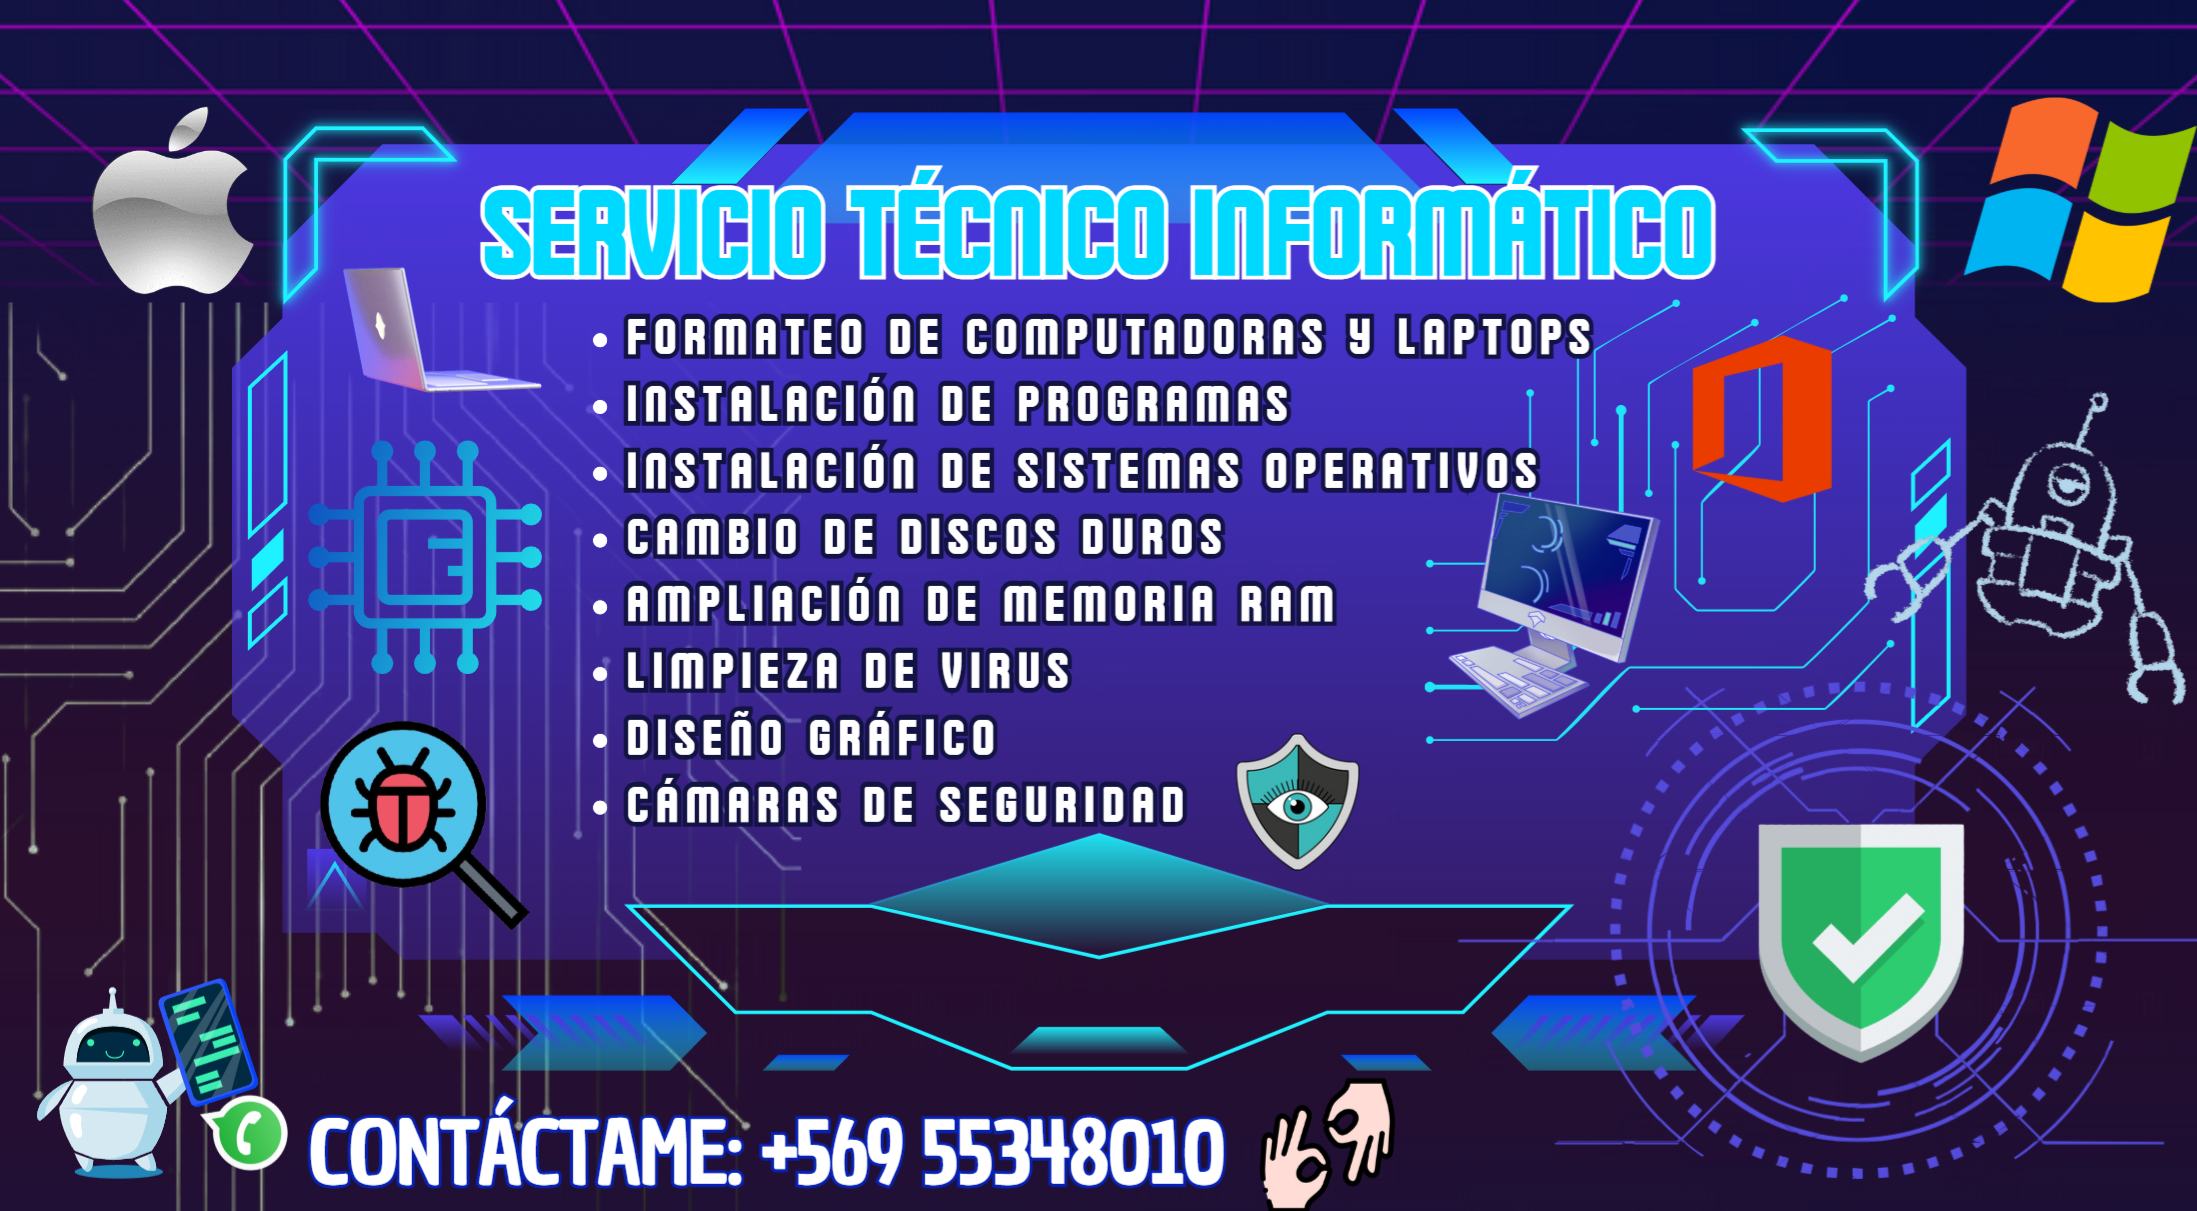 SERVICIO TÉCNICO INFORMÁTICO
• FORMATEO DE COMPUTADORAS Y LAPTOPS
• INSTALACIÓN DE PROGRAMAS
• INSTALACIÓN DE SISTEMAS OPERATIVOS
• CAMBIO DE DISCOS DUROS
• AMPLIACIÓN DE MEMORIA RAM
• LIMPIEZA DE VIRUS
• DISEÑO GRÁFICO
• CÁMARAS DE SEGURIDAD
CONTÁCTAME: +569 55348010